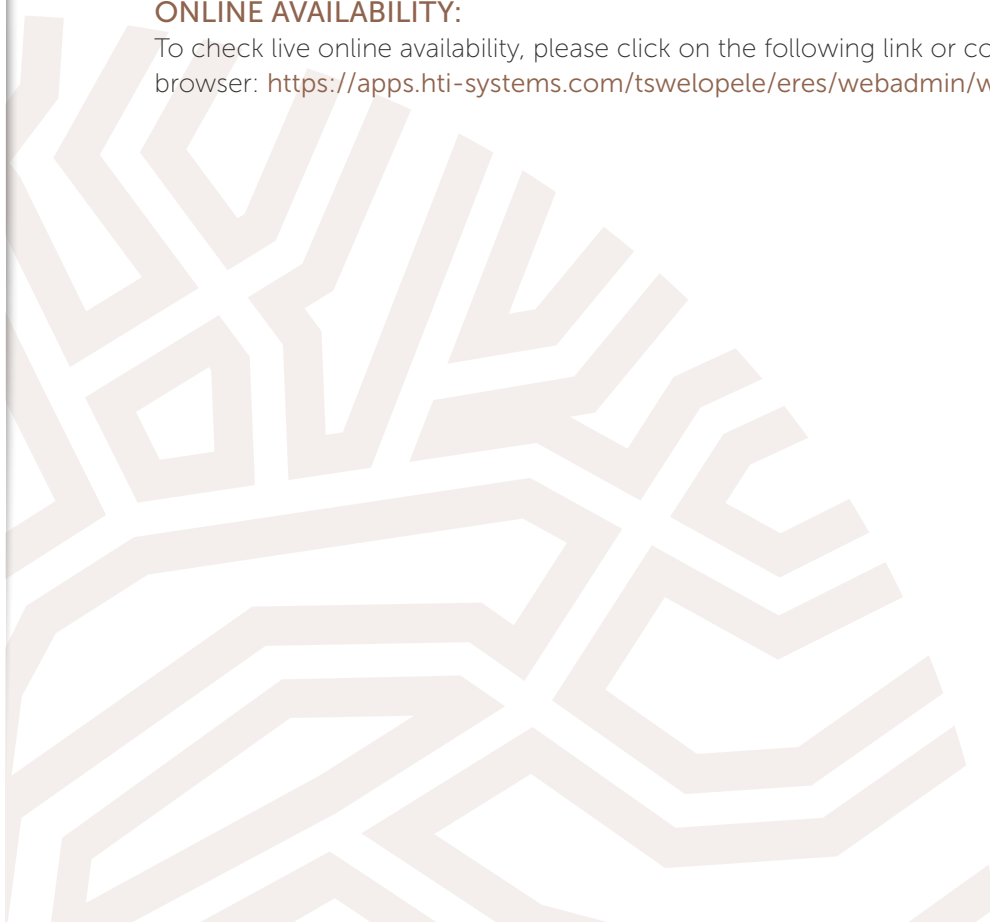 ONLINE AVAILABILITY:
To check live online availability, please click on the following link or co
browser: https://apps.hti-systems.com/tswelopele/eres/webadmin/w